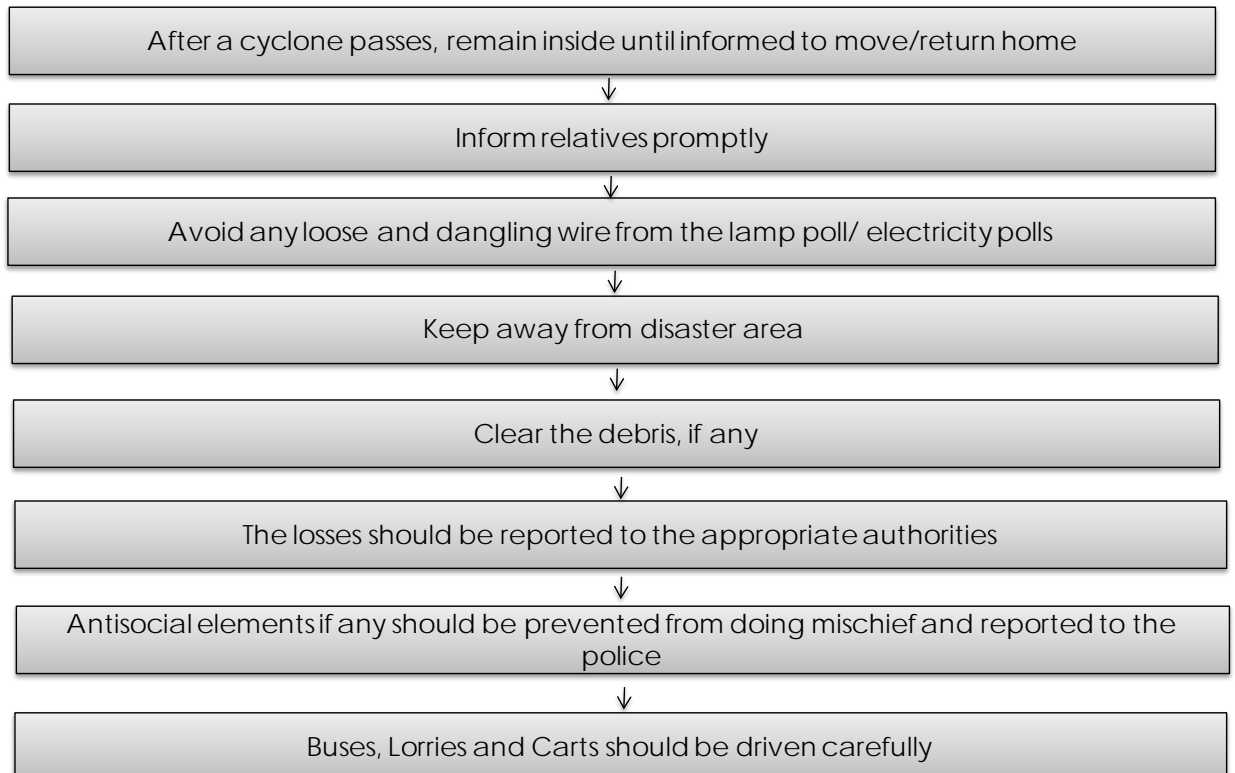 After a cyclone passes, remain inside until informed to move/return home
Inform relatives promptly
Avoid any loose and dangling wire from the lamp poll/ electricity polls
Keep away from disaster area
Clear the debris, if any
The losses should be reported to the appropriate authorities
Antisocial elements if any should be prevented from doing mischief and reported to the
police
Buses, Lorries and Carts should be driven carefully